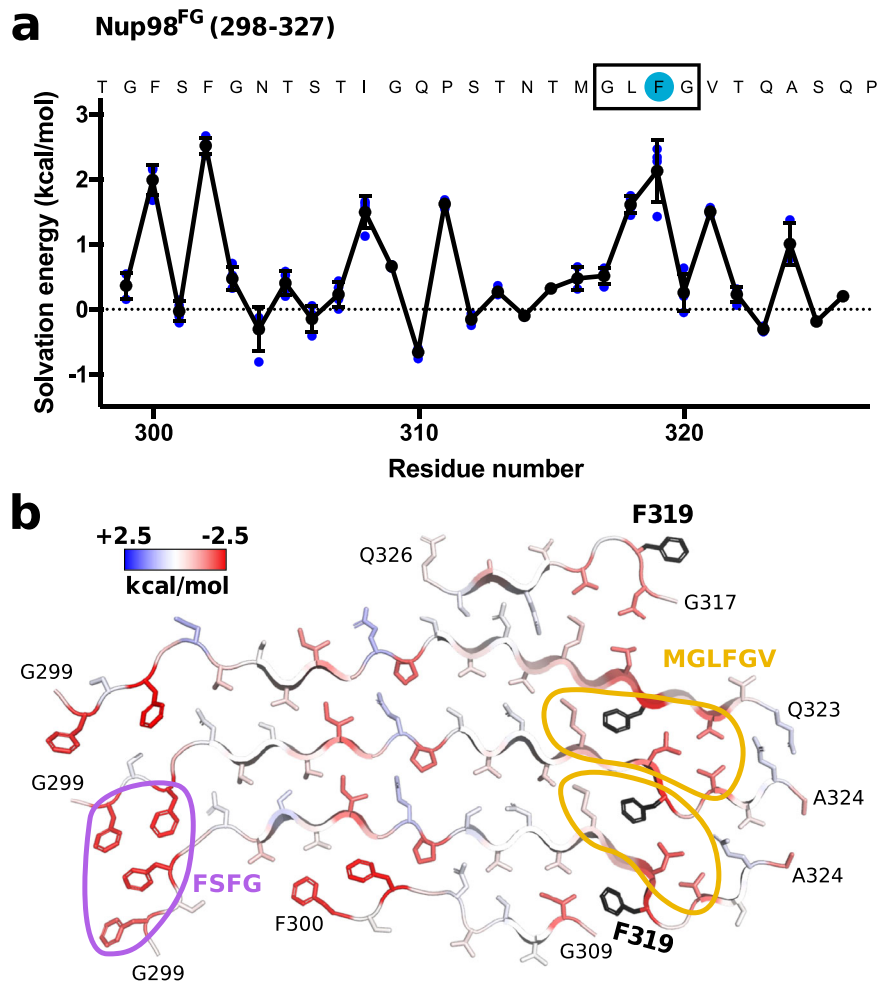 a
Nup98FG (298-327)
T G F S F G N T S T I G Q P S T N T M G L F G V T Q A S Q P
Solvation energy (kcal/mol)
3
2
1
0
-1
300 310 320
Residue number
b
+2.5 -2.5
kcal/mol
F319
Q326
G317
G299
MGLFGV
Q323
G299
A324
FSFG
A324
F300
G309
F319
G299